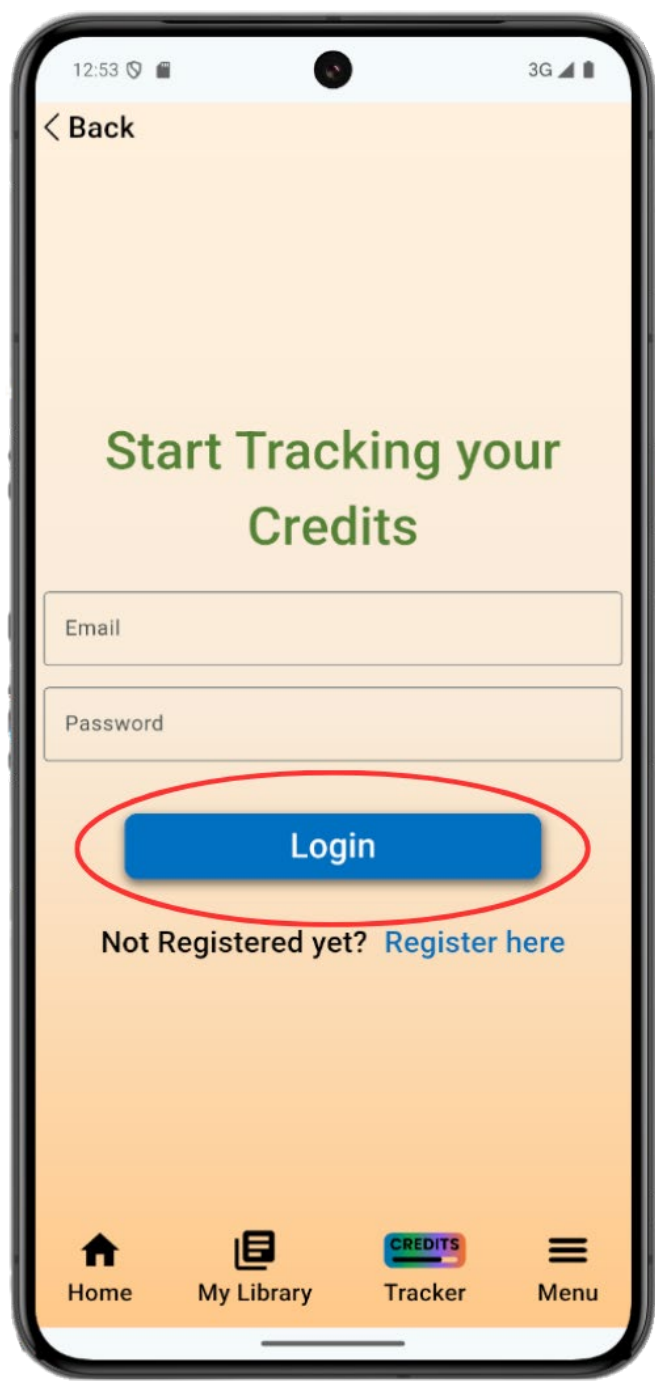 12:53 3G
Back
Start Tracking your
Credits
Email
Password
Login
Not Registered yet? Register here
CREDITS
Home My Library Tracker Menu